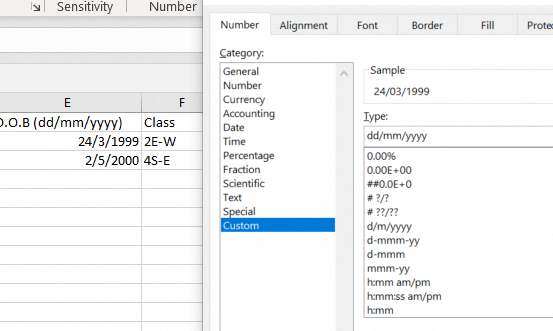 Sensitivity
Number
E
F
D.O.B (dd/mm/yyyy)
Class
24/3/1999
2E-W
2/5/2000
4S-E
Number
Alignment
Font
Border
Fill
Category:
General
Number
Currency
Accounting
Date
Time
Percentage
Fraction
Scientific
Text
Special
Custom
Sample
24/03/1999
Type:
dd/mm/yyyy
0.00%
0.00E+00
##0.0E+0
# ?/?
# ??/??
d/m/yyyy
d-mmm-yy
d-mmm
mmm-yy
h:mm am/pm
h:mm:ss am/pm
h:mm